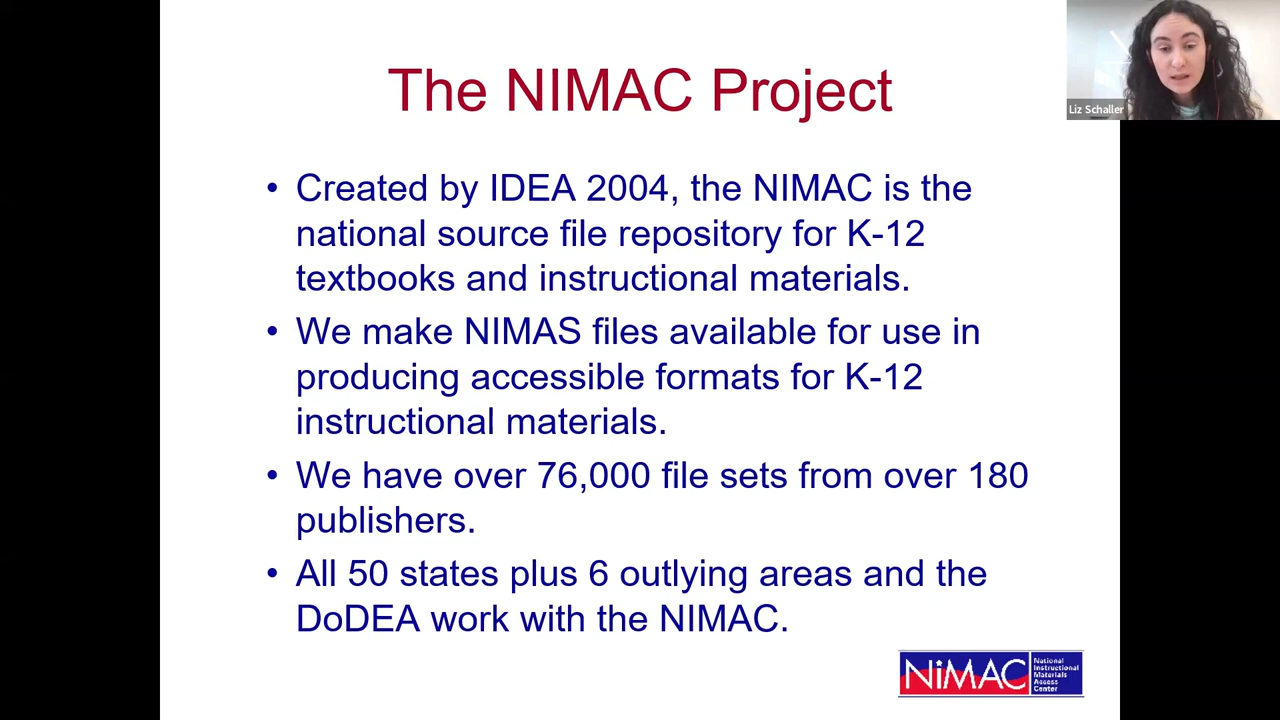 The NIMAC Project
Liz Schaller
• Created by IDEA 2004, the NIMAC is the
national source file repository for K-12
textbooks and instructional materials.
• We make NIMAS files available for use in
producing accessible formats for K-12
instructional materials.
• We have over 76,000 file sets from over 180
publishers.
• All 50 states plus 6 outlying areas and the
DoDEA work with the NIMAC.
NIMAC
National
Instructional
Materials
Access
Center